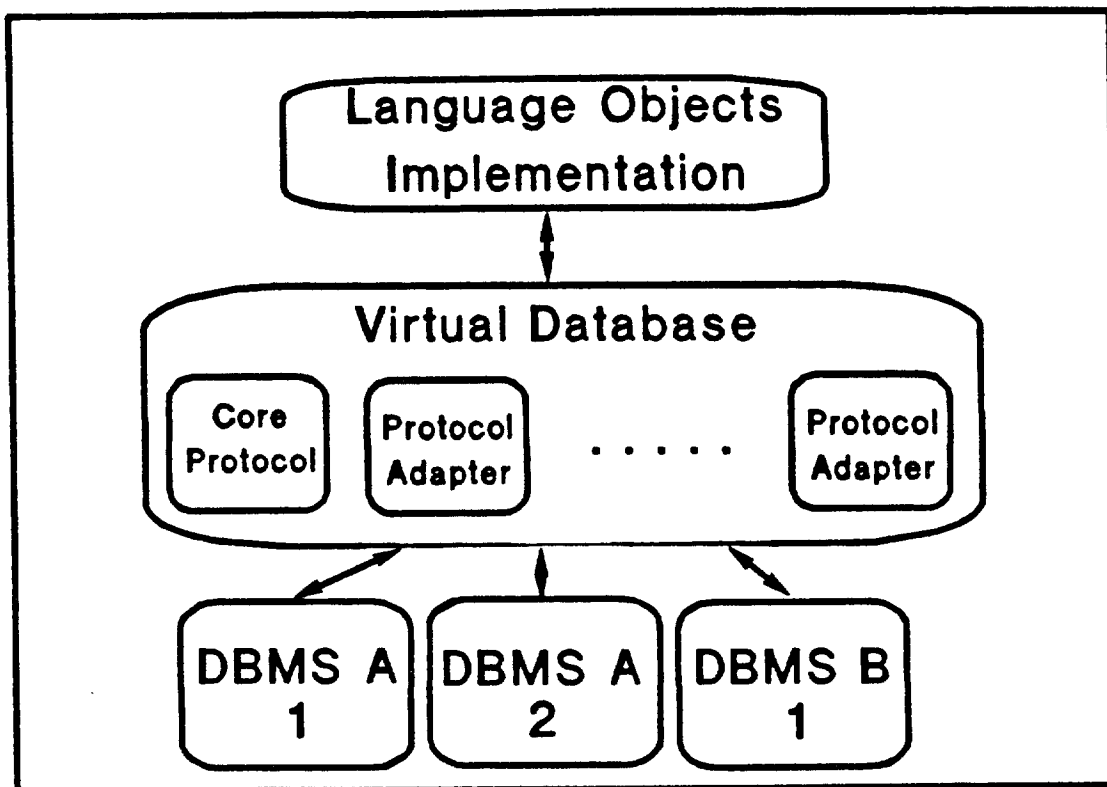 Language Objects
Implementation
Virtual Database
Core
Protocol
Protocol
Adapter
. . . . .
Protocol
Adapter
DBMS A
1
DBMS A
2
DBMS B
1